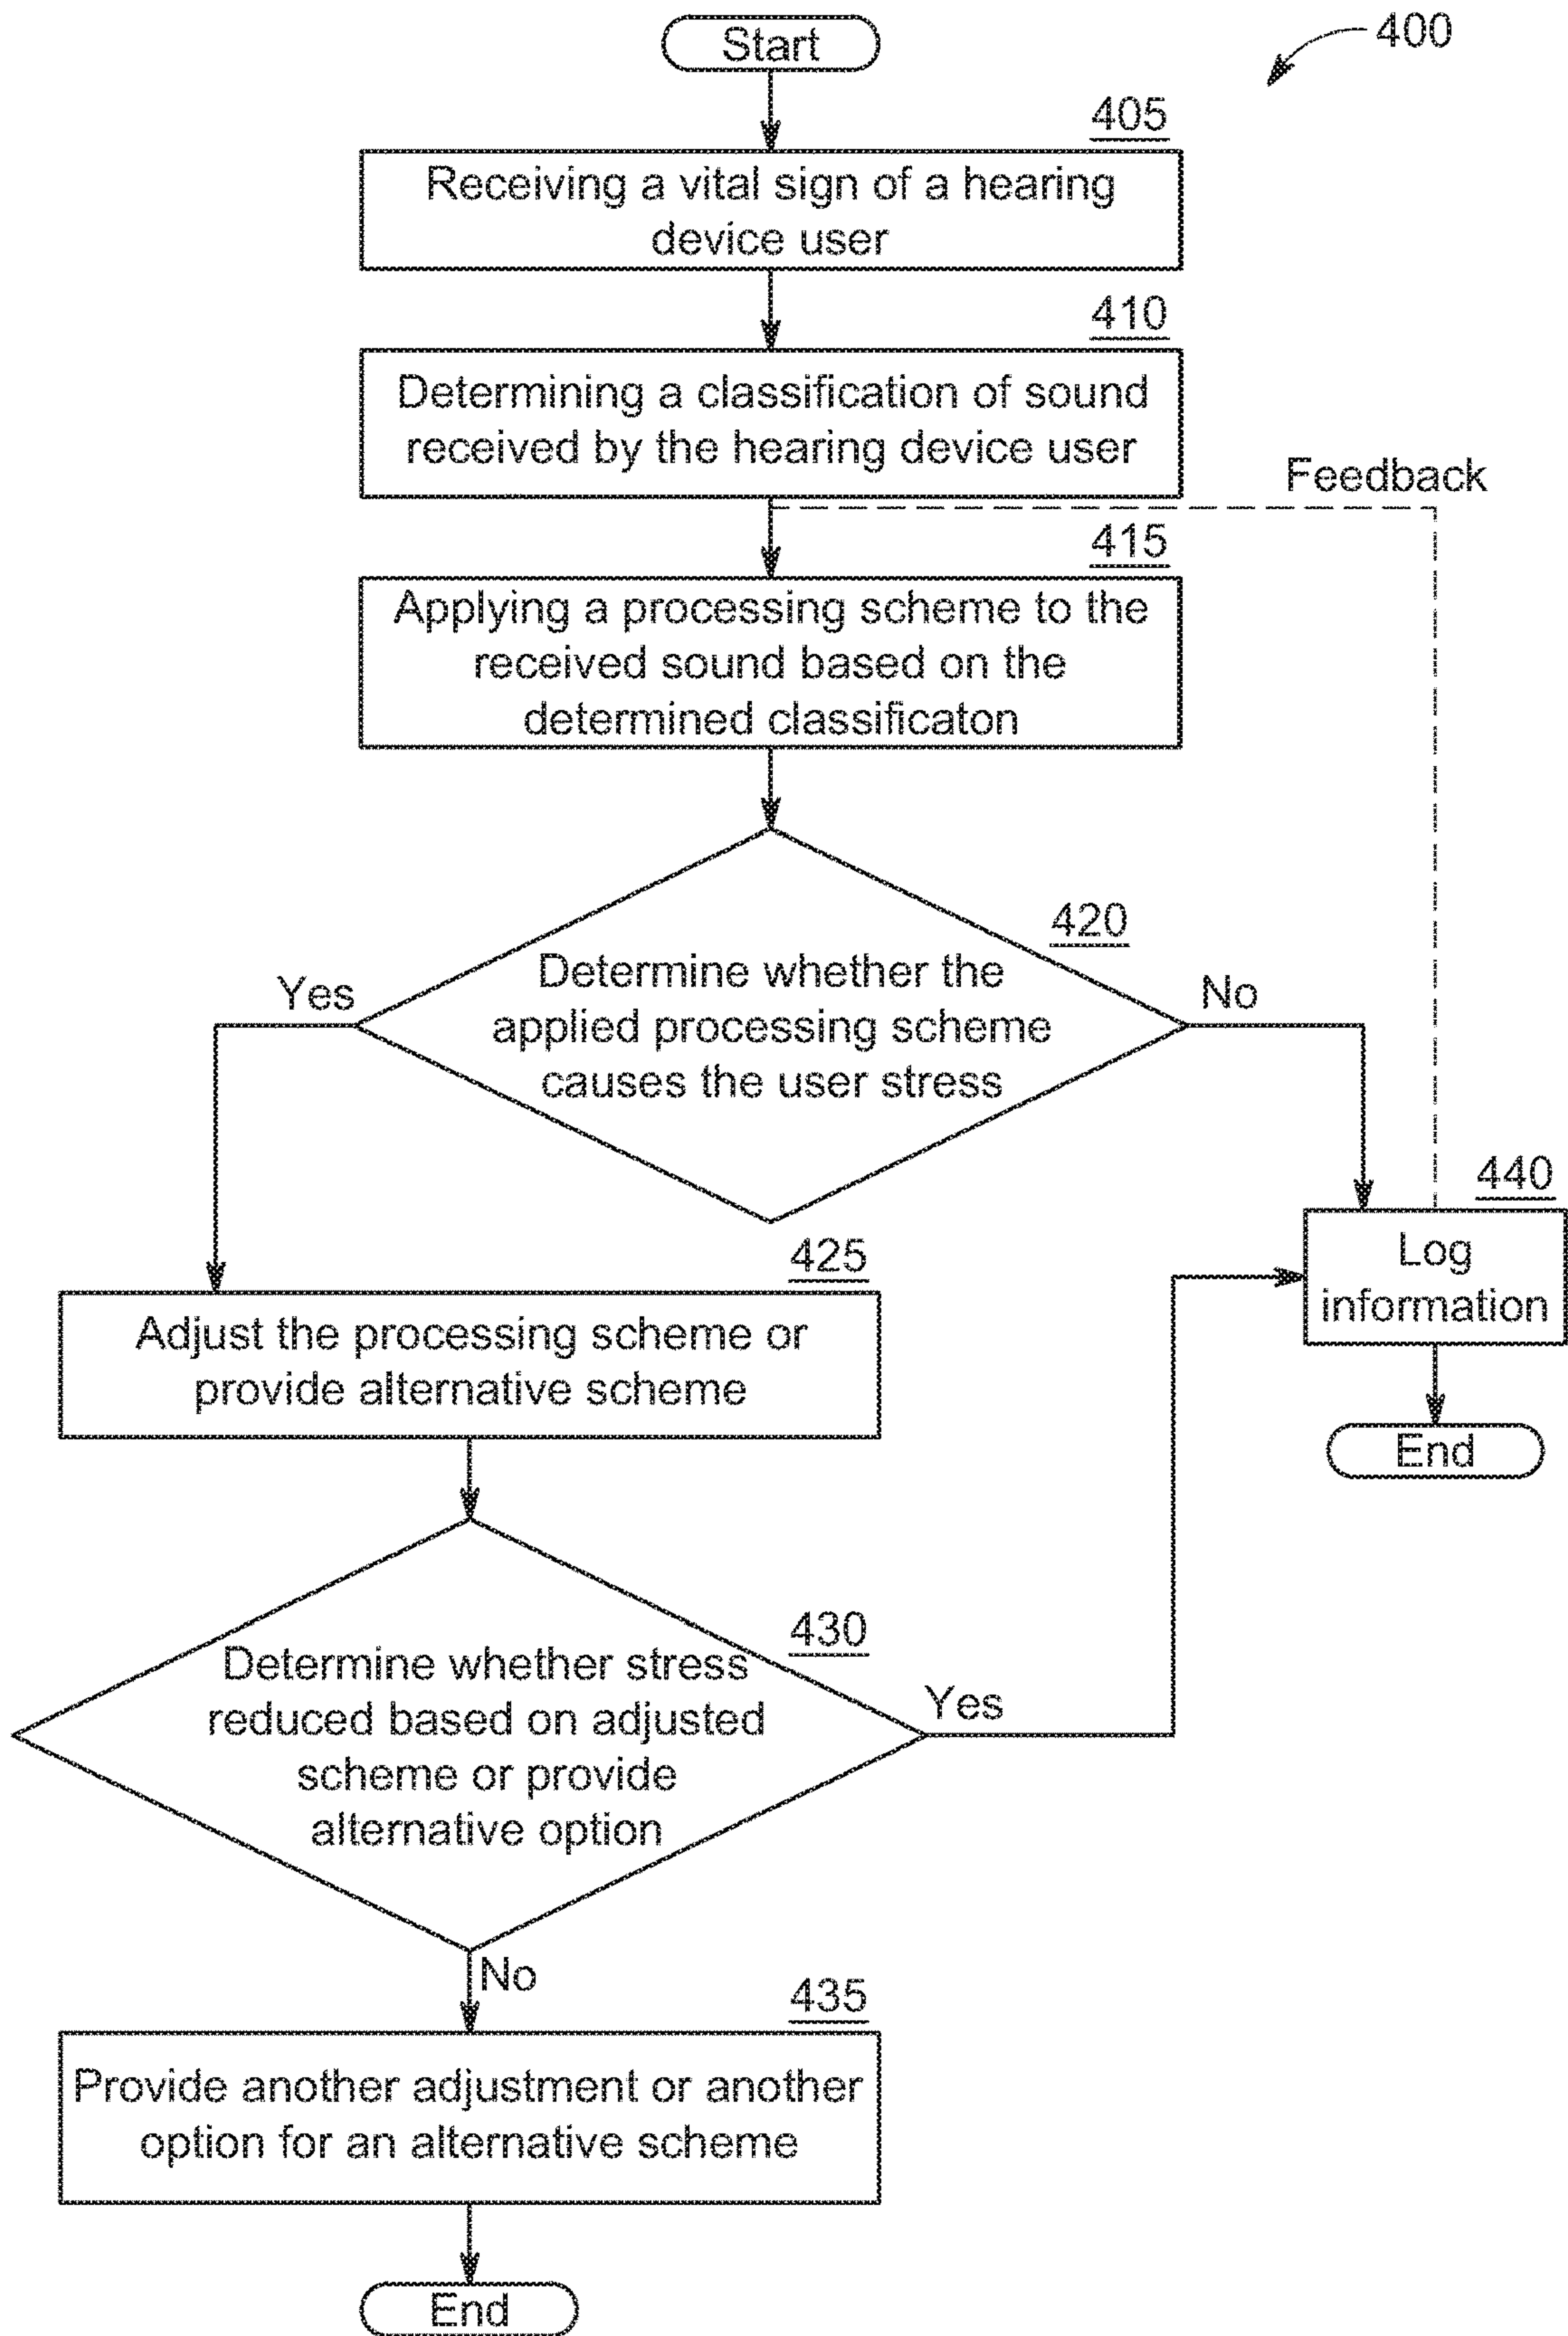 Start
400
405
Receiving a vital sign of a hearing
device user
410
Determining a classification of sound
received by the hearing device user
Feedback
415
Applying a processing scheme to the
received sound based on the
determined classificaton
420
Determine whether the
applied processing scheme
causes the user stress
Yes
No
440
Log
information
End
425
Adjust the processing scheme or
provide alternative scheme
430
Determine whether stress
reduced based on adjusted
scheme or provide
alternative option
Yes
No
435
Provide another adjustment or another
option for an alternative scheme
End